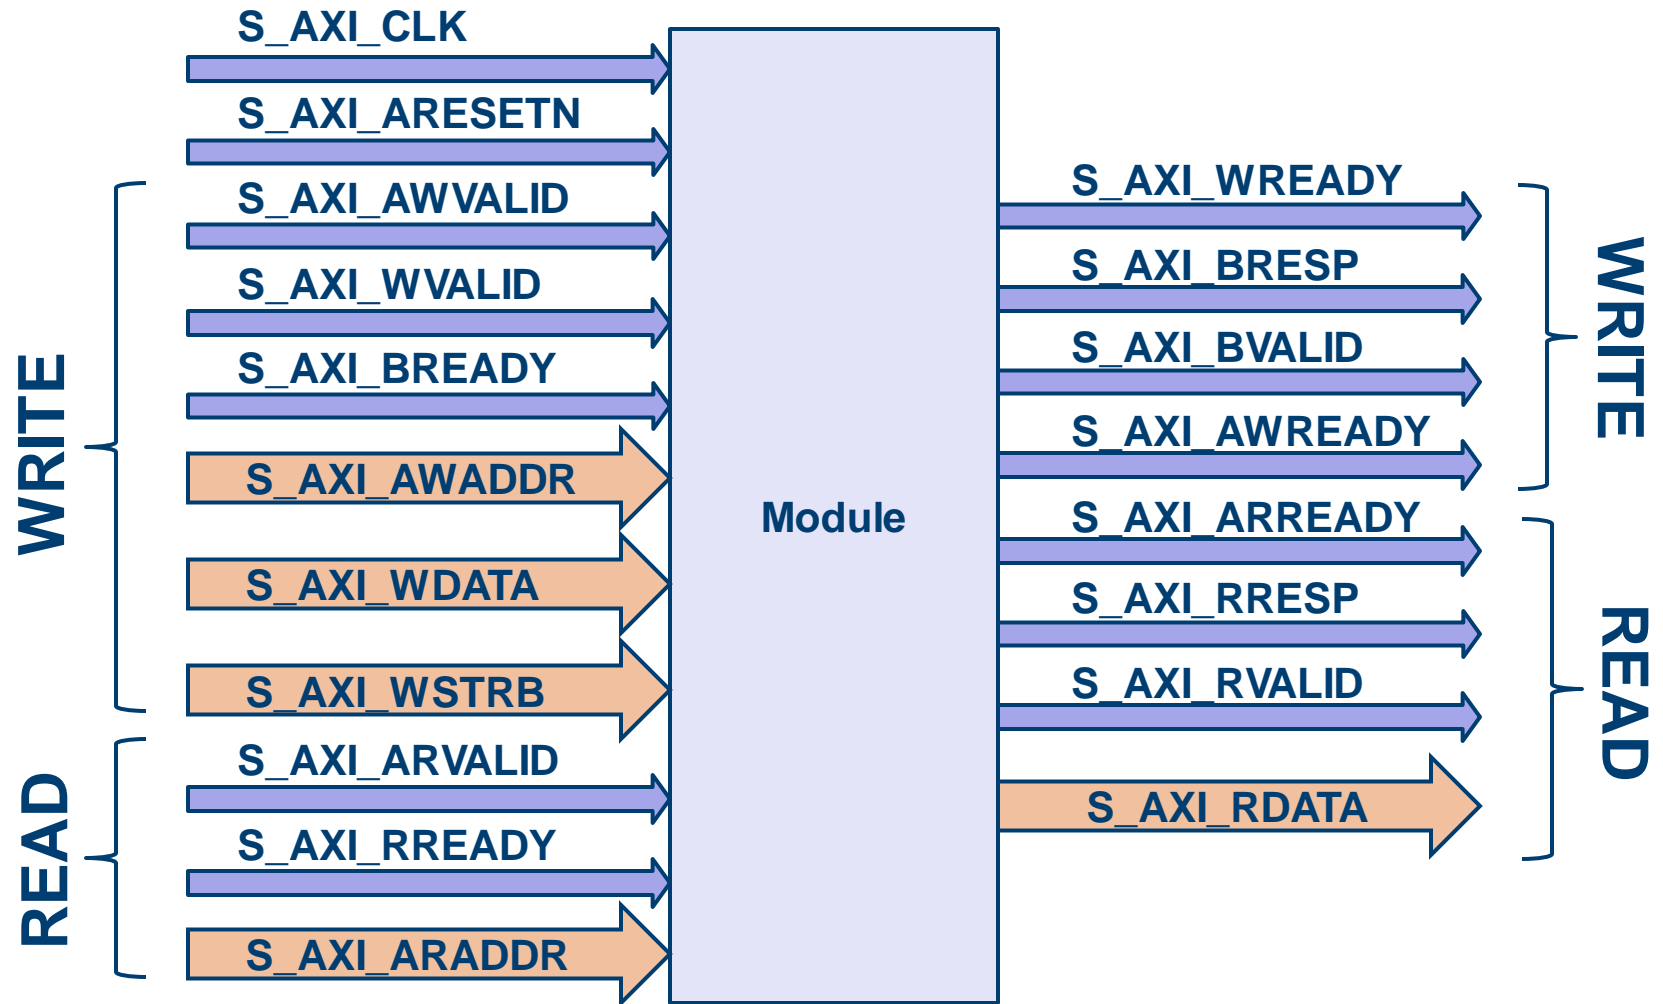 S_AXI_CLK
S_AXI_ARESETN
WRITE
S_AXI_AWVALID
S_AXI_WVALID
S_AXI_BREADY
S_AXI_AWADDR
S_AXI_WDATA
S_AXI_WSTRB
READ
S_AXI_ARVALID
S_AXI_RREADY
S_AXI_ARADDR
Module
S_AXI_WREADY
S_AXI_BRESP
S_AXI_BVALID
S_AXI_AWREADY
WRITE
S_AXI_ARREADY
S_AXI_RRESP
S_AXI_RVALID
S_AXI_RDATA
READ